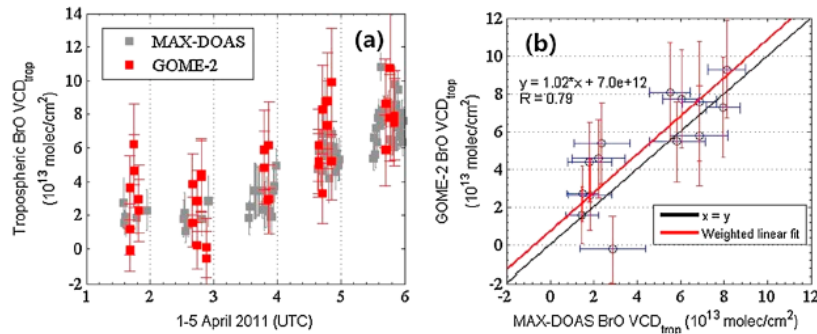 14
12
10
8
6
4
2
0
-2
Tropospheric BrO VCD_trop
(10^13 molec/cm^2)
MAX-DOAS
GOME-2
(a)
1 2 3 4 5 6
1-5 April 2011 (UTC)
12
10
8
6
4
2
0
-2
GOME-2 BrO VCD_trop
(10^13 molec/cm^2)
(b)
y = 1.02*x + 7.0e+12
R = 0.79
x = y
Weighted linear fit
-2 0 2 4 6 8 10 12
MAX-DOAS BrO VCD_trop (10^13 molec/cm^2)